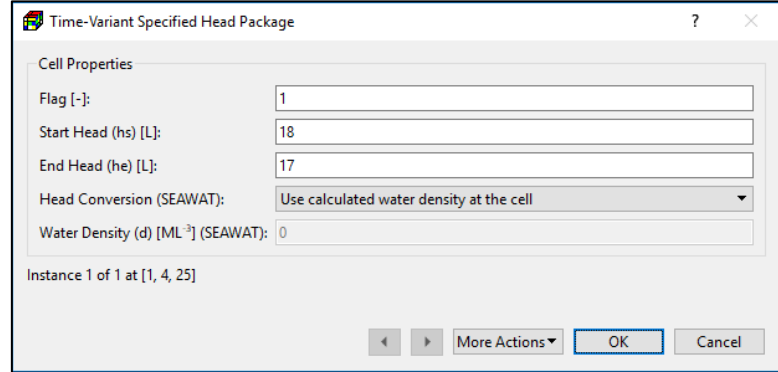 Time-Variant Specified Head Package ? ×
Cell Properties
Flag [-]: 1
Start Head (hs) [L]: 18
End Head (he) [L]: 17
Head Conversion (SEAWAT): Use calculated water density at the cell
Water Density (d) [ML⁻³] (SEAWAT): 0
Instance 1 of 1 at [1, 4, 25]
More Actions OK Cancel